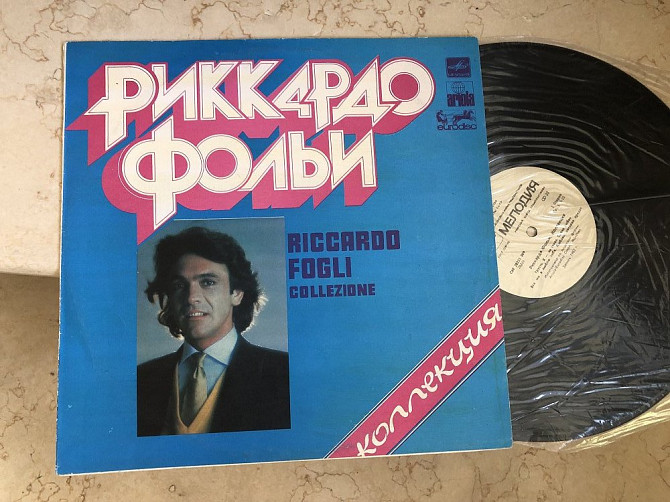 РИККАРДО
ФОЛЬИ
ariola
eurodisc
RICCARDO
FOGLI
COLLEZIONE
КОЛЛЕКЦИЯ
МЕЛОДИЯ